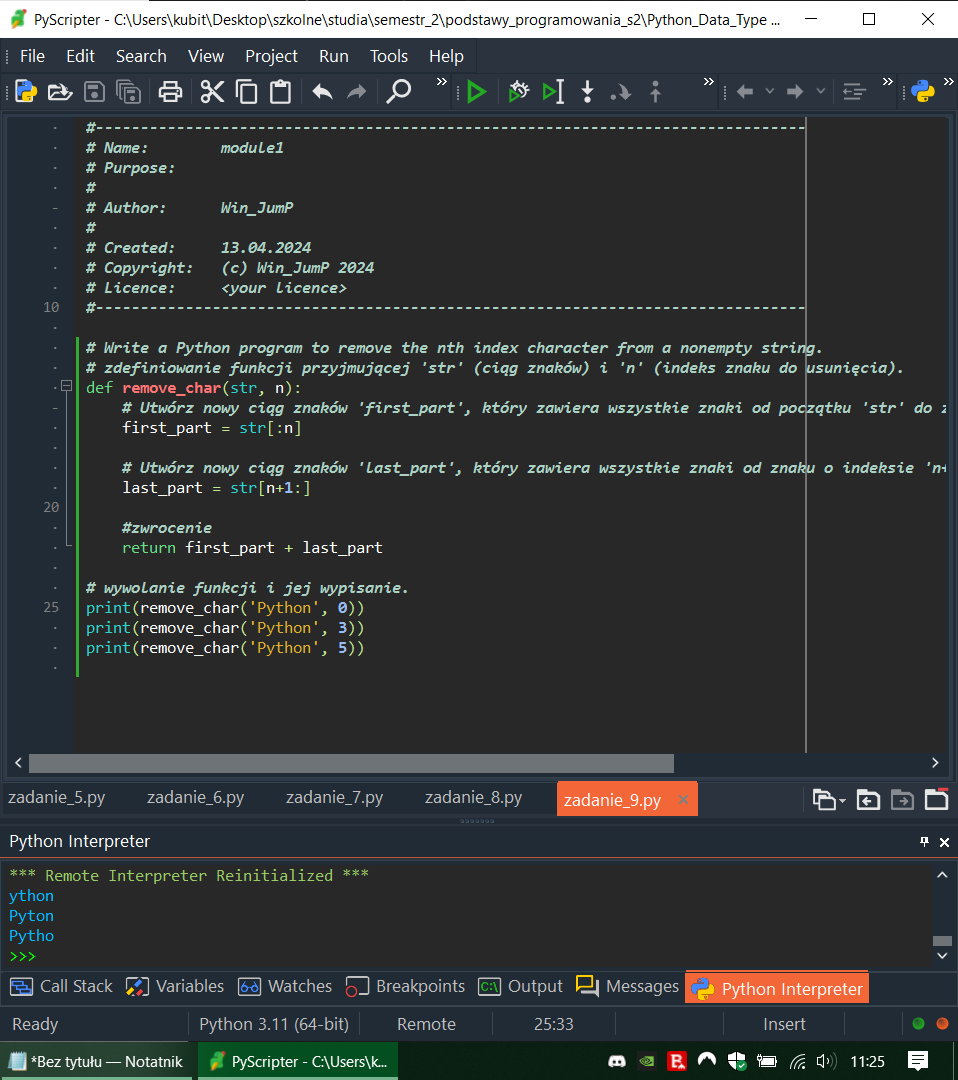 PyScripter - C:\Users\kubit\Desktop\szkolne\studia\semestr_2\podstawy_programowania_s2\Python_Data_Type ...
File Edit Search View Project Run Tools Help
#-------------------------------------------------------------------------------
# Name:        module1
# Purpose:
#
# Author:      Win_JumP
#
# Created:     13.04.2024
# Copyright:   (c) Win_JumP 2024
# Licence:     <your licence>
10 #-------------------------------------------------------------------------------
# Write a Python program to remove the nth index character from a nonempty string.
# zdefiniowanie funkcji przyjmującej 'str' (ciąg znaków) i 'n' (indeks znaku do usunięcia).
def remove_char(str, n):
    # Utwórz nowy ciąg znaków 'first_part', który zawiera wszystkie znaki od początku 'str' do z
    first_part = str[:n]
    # Utwórz nowy ciąg znaków 'last_part', który zawiera wszystkie znaki od znaku o indeksie 'n+
    last_part = str[n+1:]
20
    #zwrocenie
    return first_part + last_part
# wywolanie funkcji i jej wypisanie.
25 print(remove_char('Python', 0))
print(remove_char('Python', 3))
print(remove_char('Python', 5))
zadanie_5.py zadanie_6.py zadanie_7.py zadanie_8.py zadanie_9.py
Python Interpreter
*** Remote Interpreter Reinitialized ***
ython
Pyton
Pytho
>>>
Call Stack Variables Watches Breakpoints Output Messages Python Interpreter
Ready Python 3.11 (64-bit) Remote 25:33 Insert
*Bez tytułu — Notatnik PyScripter - C:\Users\k... 11:25